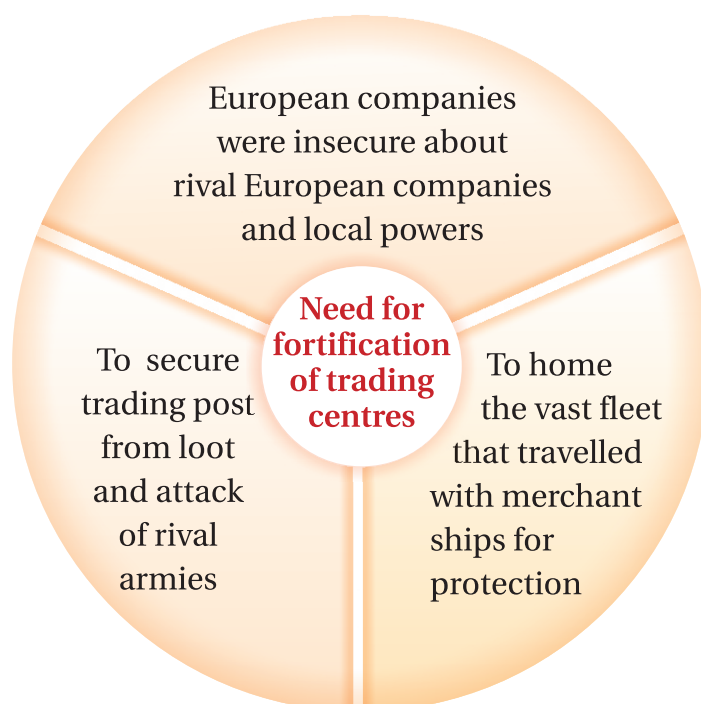 European companies
were insecure about
rival European companies
and local powers
Need for
fortification
of trading
centres
To secure
trading post
from loot
and attack
of rival
armies
To home
the vast fleet
that travelled
with merchant
ships for
protection